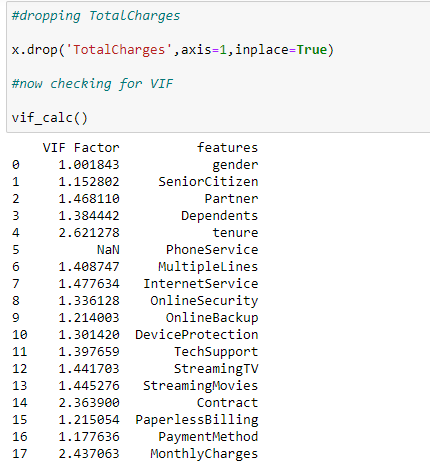 #dropping TotalCharges
x.drop('TotalCharges',axis=1,inplace=True)
#now checking for VIF
vif_calc()
VIF Factor features
0 1.001843 gender
1 1.152802 SeniorCitizen
2 1.468110 Partner
3 1.384442 Dependents
4 2.621278 tenure
5 NaN PhoneService
6 1.408747 MultipleLines
7 1.477634 InternetService
8 1.336128 OnlineSecurity
9 1.214003 OnlineBackup
10 1.301420 DeviceProtection
11 1.397659 TechSupport
12 1.441703 StreamingTV
13 1.445276 StreamingMovies
14 2.363900 Contract
15 1.215054 PaperlessBilling
16 1.177636 PaymentMethod
17 2.437063 MonthlyCharges